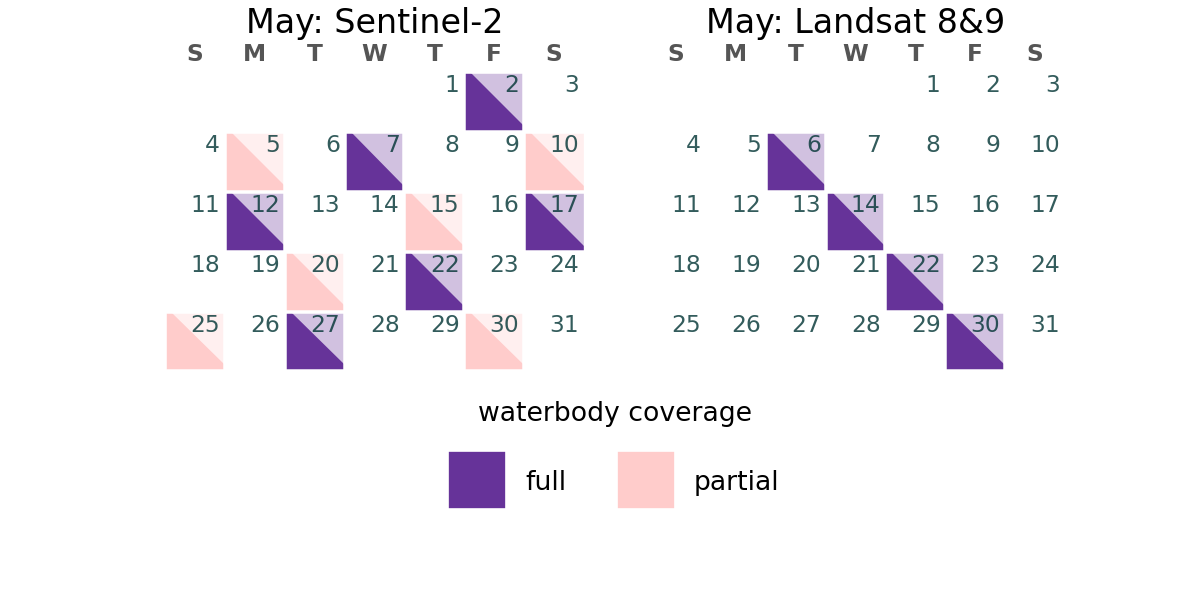 May: Sentinel-2
S M T W T F S
1 2 3
4 5 6 7 8 9 10
11 12 13 14 15 16 17
18 19 20 21 22 23 24
25 26 27 28 29 30 31
May: Landsat 8&9
S M T W T F S
1 2 3
4 5 6 7 8 9 10
11 12 13 14 15 16 17
18 19 20 21 22 23 24
25 26 27 28 29 30 31
waterbody coverage
full partial